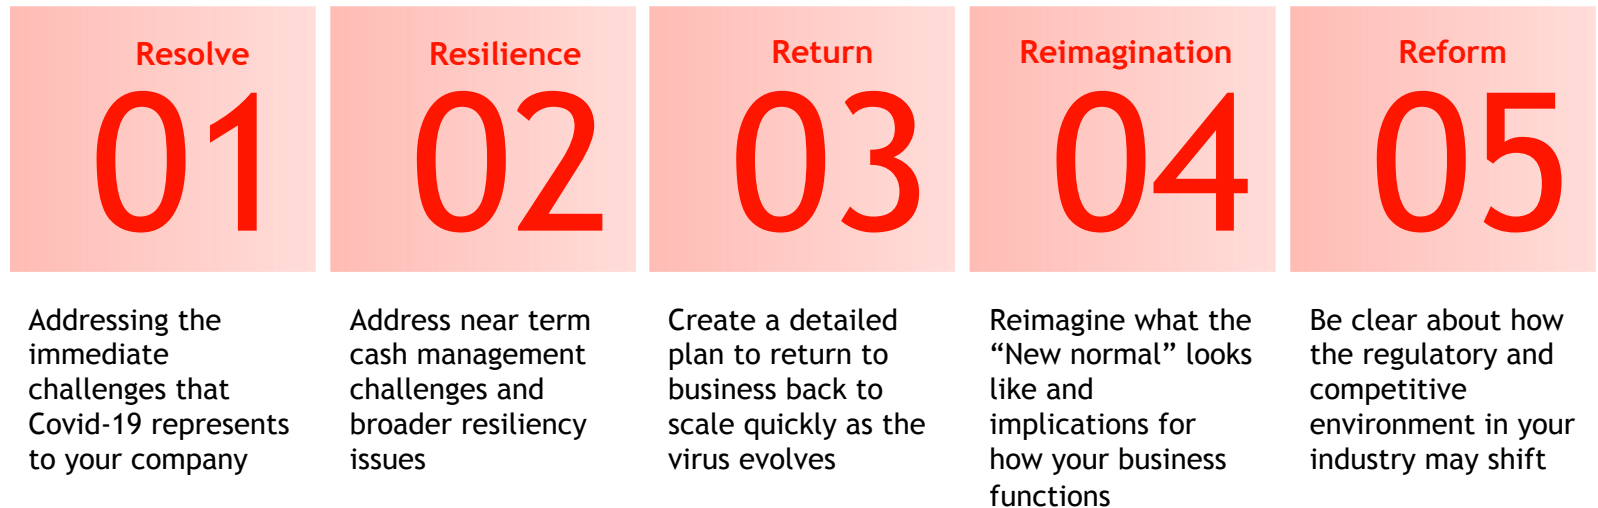 Resolve
01
Addressing the
immediate
challenges that
Covid-19 represents
to your company
Resilience
02
Address near term
cash management
challenges and
broader resiliency
issues
Return
03
Create a detailed
plan to return to
business back to
scale quickly as the
virus evolves
Reimagination
04
Reimagine what the
“New normal” looks
like and
implications for
how your business
functions
Reform
05
Be clear about how
the regulatory and
competitive
environment in your
industry may shift